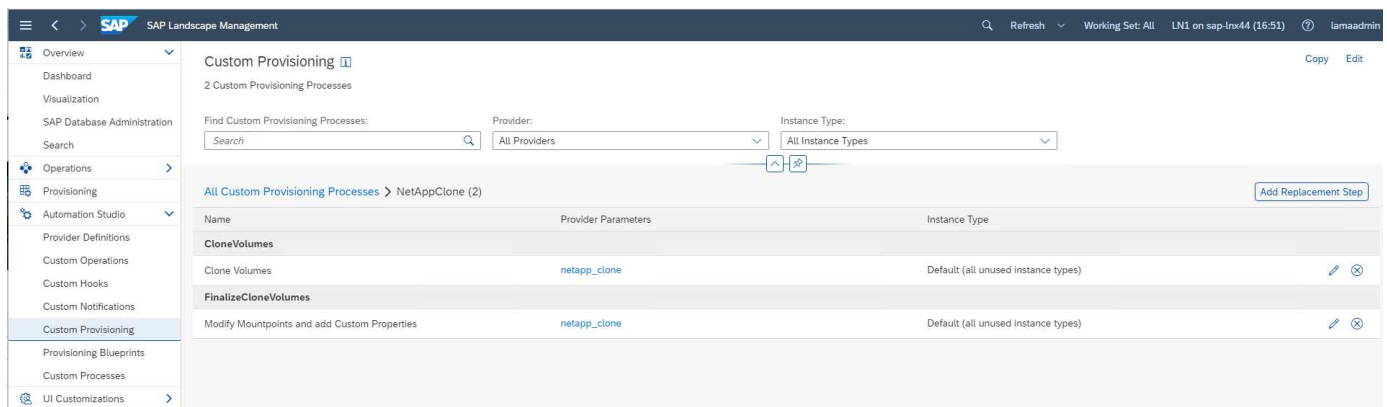 SAP SAP Landscape Management Refresh Working Set: All LN1 on sap-lnx44 (16:51) lamaadmin
Overview
Dashboard
Visualization
SAP Database Administration
Search
Operations
Provisioning
Automation Studio
Provider Definitions
Custom Operations
Custom Hooks
Custom Notifications
Custom Provisioning
Provisioning Blueprints
Custom Processes
UI Customizations
Custom Provisioning
Copy Edit
2 Custom Provisioning Processes
Find Custom Provisioning Processes: Provider: Instance Type:
Search All Providers All Instance Types
All Custom Provisioning Processes > NetAppClone (2) Add Replacement Step
Name Provider Parameters Instance Type
CloneVolumes
Clone Volumes netapp_clone Default (all unused instance types)
FinalizeCloneVolumes
Modify Mountpoints and add Custom Properties netapp_clone Default (all unused instance types)